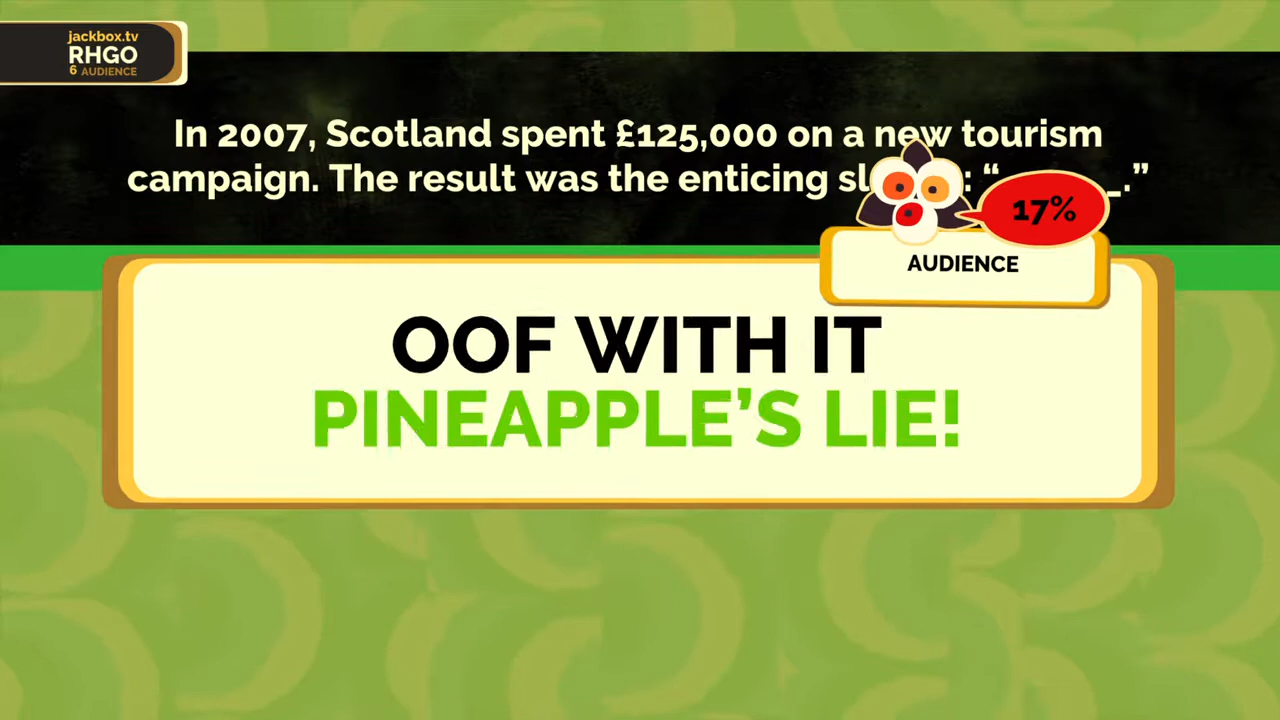 jackbox.tv
RHGO
6 AUDIENCE
In 2007, Scotland spent £125,000 on a new tourism
campaign. The result was the enticing sl : “ _.”
17%
AUDIENCE
OOF WITH IT
PINEAPPLE’S LIE!